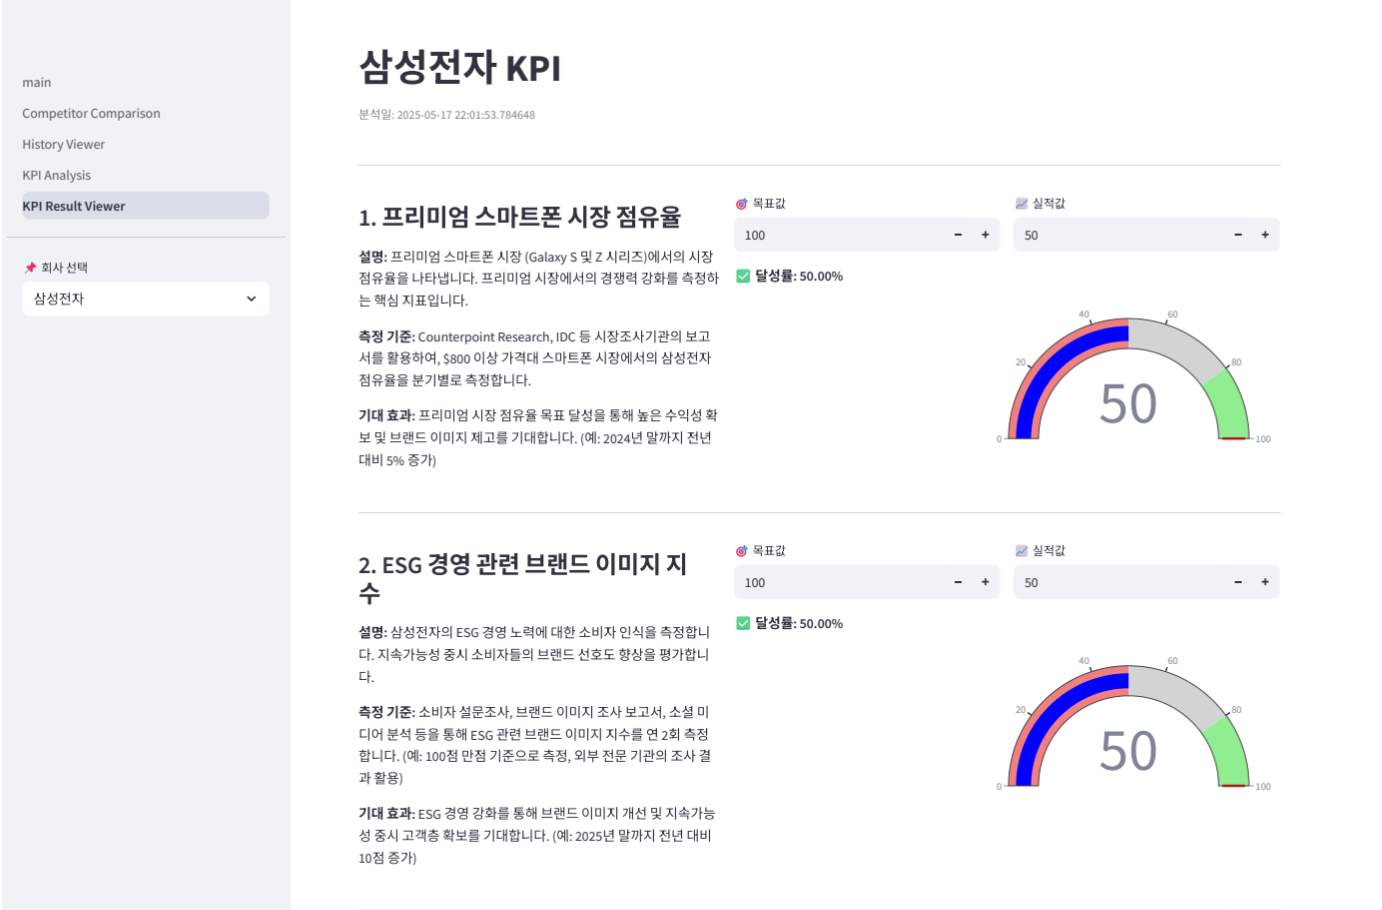 main
Competitor Comparison
History Viewer
KPI Analysis
KPI Result Viewer
📌 회사 선택
삼성전자
삼성전자 KPI
분석일: 2025-05-17 22:01:53.784648
1. 프리미엄 스마트폰 시장 점유율
설명: 프리미엄 스마트폰 시장 (Galaxy S 및 Z 시리즈)에서의 시장
점유율을 나타냅니다. 프리미엄 시장에서의 경쟁력 강화를 측정하
는 핵심 지표입니다.
측정 기준: Counterpoint Research, IDC 등 시장조사기관의 보고
서를 활용하여, $800 이상 가격대 스마트폰 시장에서의 삼성전자
점유율을 분기별로 측정합니다.
기대 효과: 프리미엄 시장 점유율 목표 달성을 통해 높은 수익성 확
보 및 브랜드 이미지 제고를 기대합니다. (예: 2024년 말까지 전년
대비 5% 증가)
🎯 목표값
100
− +
📈 실적값
50
− +
✅ 달성률: 50.00%
0
20
40
60
80
100
50
2. ESG 경영 관련 브랜드 이미지 지
수
설명: 삼성전자의 ESG 경영 노력에 대한 소비자 인식을 측정합니
다. 지속가능성 중시 소비자들의 브랜드 선호도 향상을 평가합니
다.
측정 기준: 소비자 설문조사, 브랜드 이미지 조사 보고서, 소셜 미
디어 분석 등을 통해 ESG 관련 브랜드 이미지 지수를 연 2회 측정
합니다. (예: 100점 만점 기준으로 측정, 외부 전문 기관의 조사 결
과 활용)
기대 효과: ESG 경영 강화를 통해 브랜드 이미지 개선 및 지속가능
성 중시 고객층 확보를 기대합니다. (예: 2025년 말까지 전년 대비
10점 증가)
🎯 목표값
100
− +
📈 실적값
50
− +
✅ 달성률: 50.00%
0
20
40
60
80
100
50